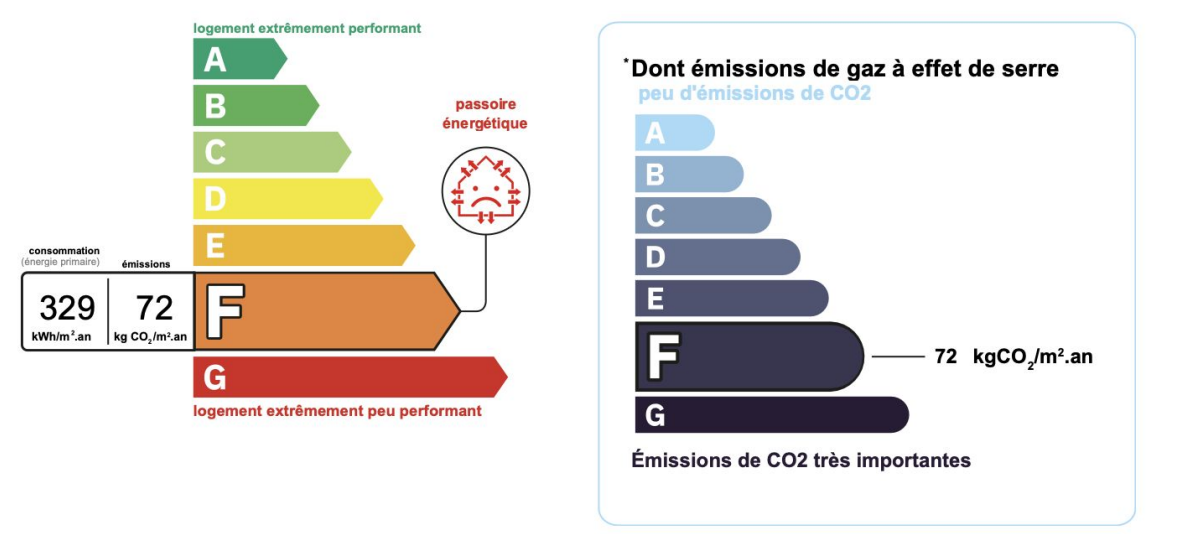 logement extrêmement performant
A
B
C
D
E
F
G
passoire
énergétique
consommation
(énergie primaire)
émissions
329
kWh/m².an
72
kg CO₂/m².an
logement extrêmement peu performant
*Dont émissions de gaz à effet de serre
peu d'émissions de CO2
A
B
C
D
E
F
72 kgCO₂/m².an
G
Émissions de CO2 très importantes